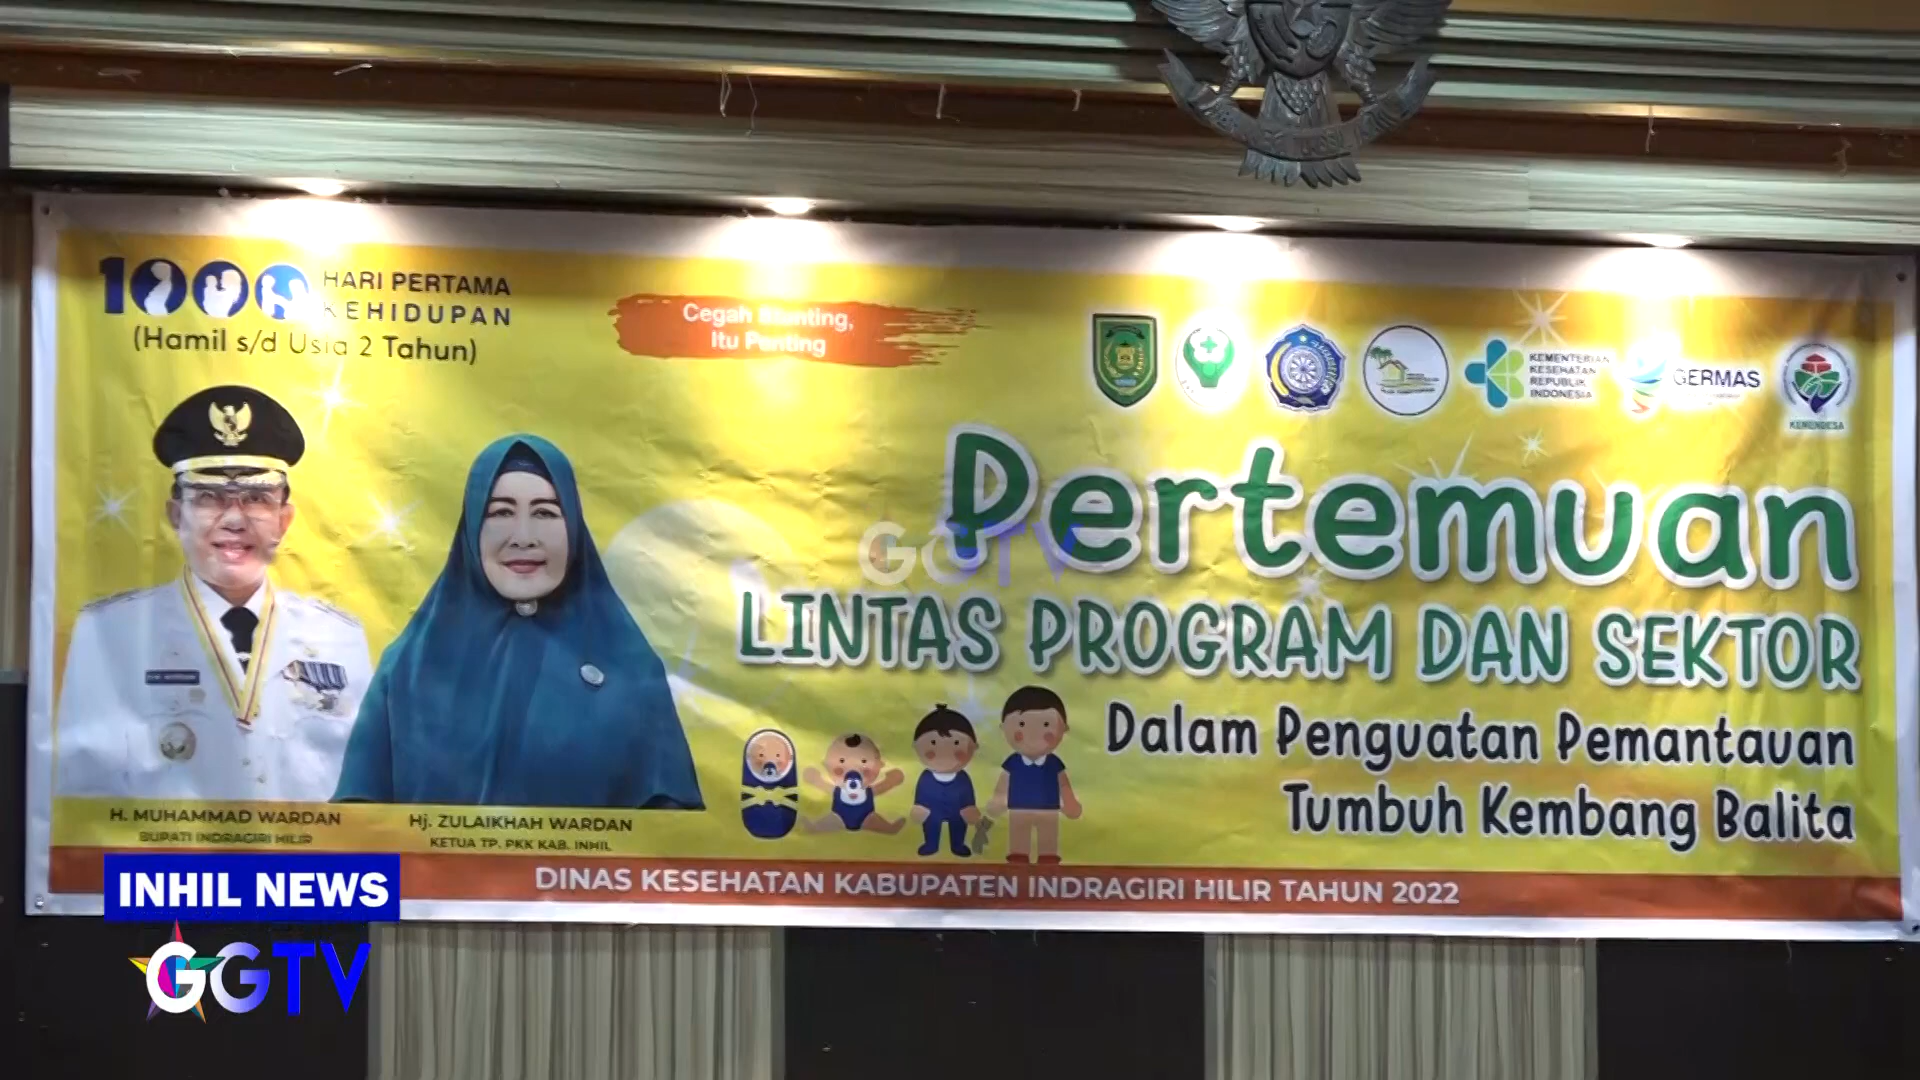 1000 HARI PERTAMA
KEHIDUPAN
(Hamil s/d Usia 2 Tahun)
Cegah Stunting,
Itu Penting
KEMENTERIAN
KESEHATAN
REPUBLIK
INDONESIA
GERMAS
KEMENDESA
Pertemuan
LINTAS PROGRAM DAN SEKTOR
Dalam Penguatan Pemantauan
Tumbuh Kembang Balita
GGTV
H. MUHAMMAD WARDAN
BUPATI INDRAGIRI HILIR
Hj. ZULAIKHAH WARDAN
KETUA TP. PKK KAB. INHIL
DINAS KESEHATAN KABUPATEN INDRAGIRI HILIR TAHUN 2022
INHIL NEWS
GGTV